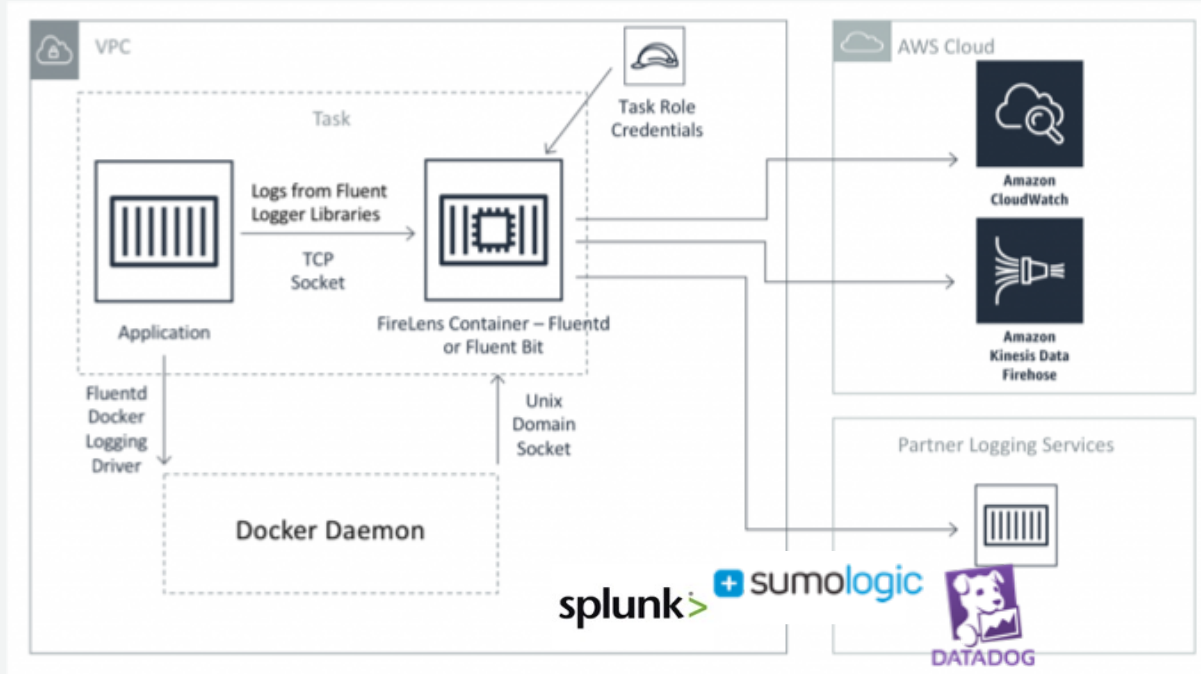 VPC
Task
Task Role
Credentials
Logs from Fluent
Logger Libraries
TCP
Socket
Application
FireLens Container – Fluentd
or Fluent Bit
Fluentd
Docker
Logging
Driver
Unix
Domain
Socket
Docker Daemon
AWS Cloud
Amazon
CloudWatch
Amazon
Kinesis Data
Firehose
Partner Logging Services
splunk>
sumologic
DATADOG